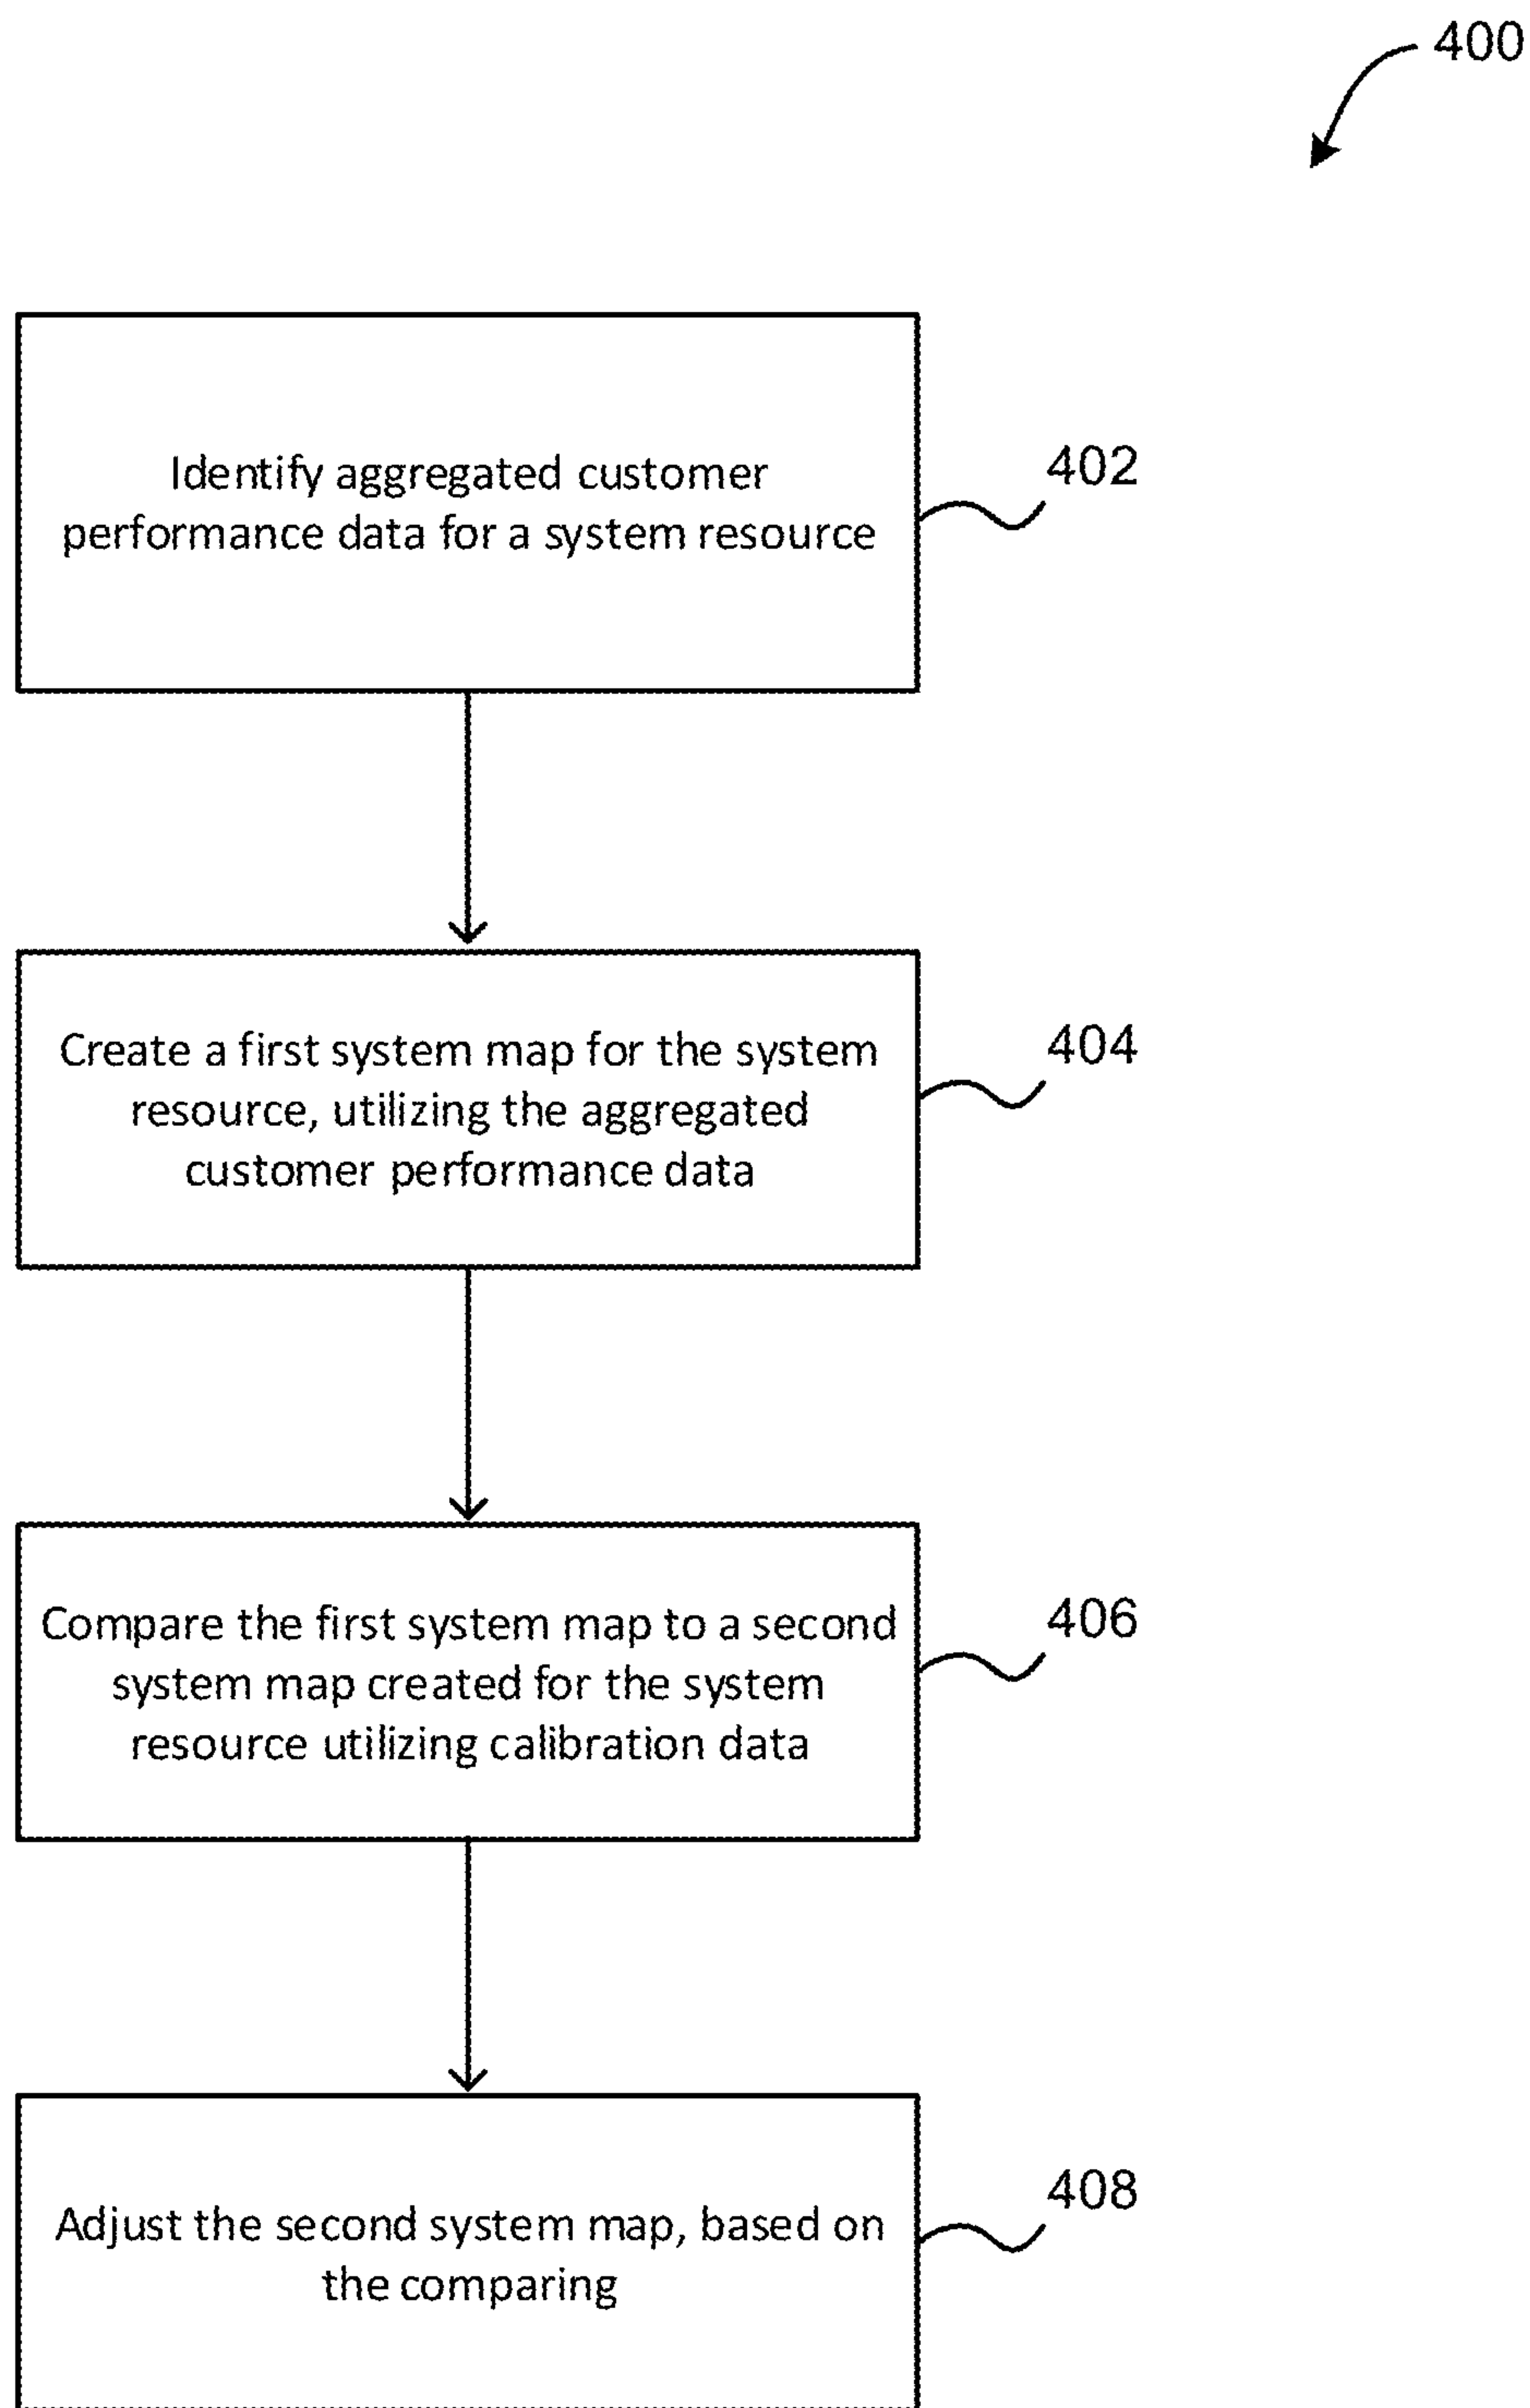 400
Identify aggregated customer
performance data for a system resource
402
Create a first system map for the system
resource, utilizing the aggregated
customer performance data
404
Compare the first system map to a second
system map created for the system
resource utilizing calibration data
406
Adjust the second system map, based on
the comparing
408